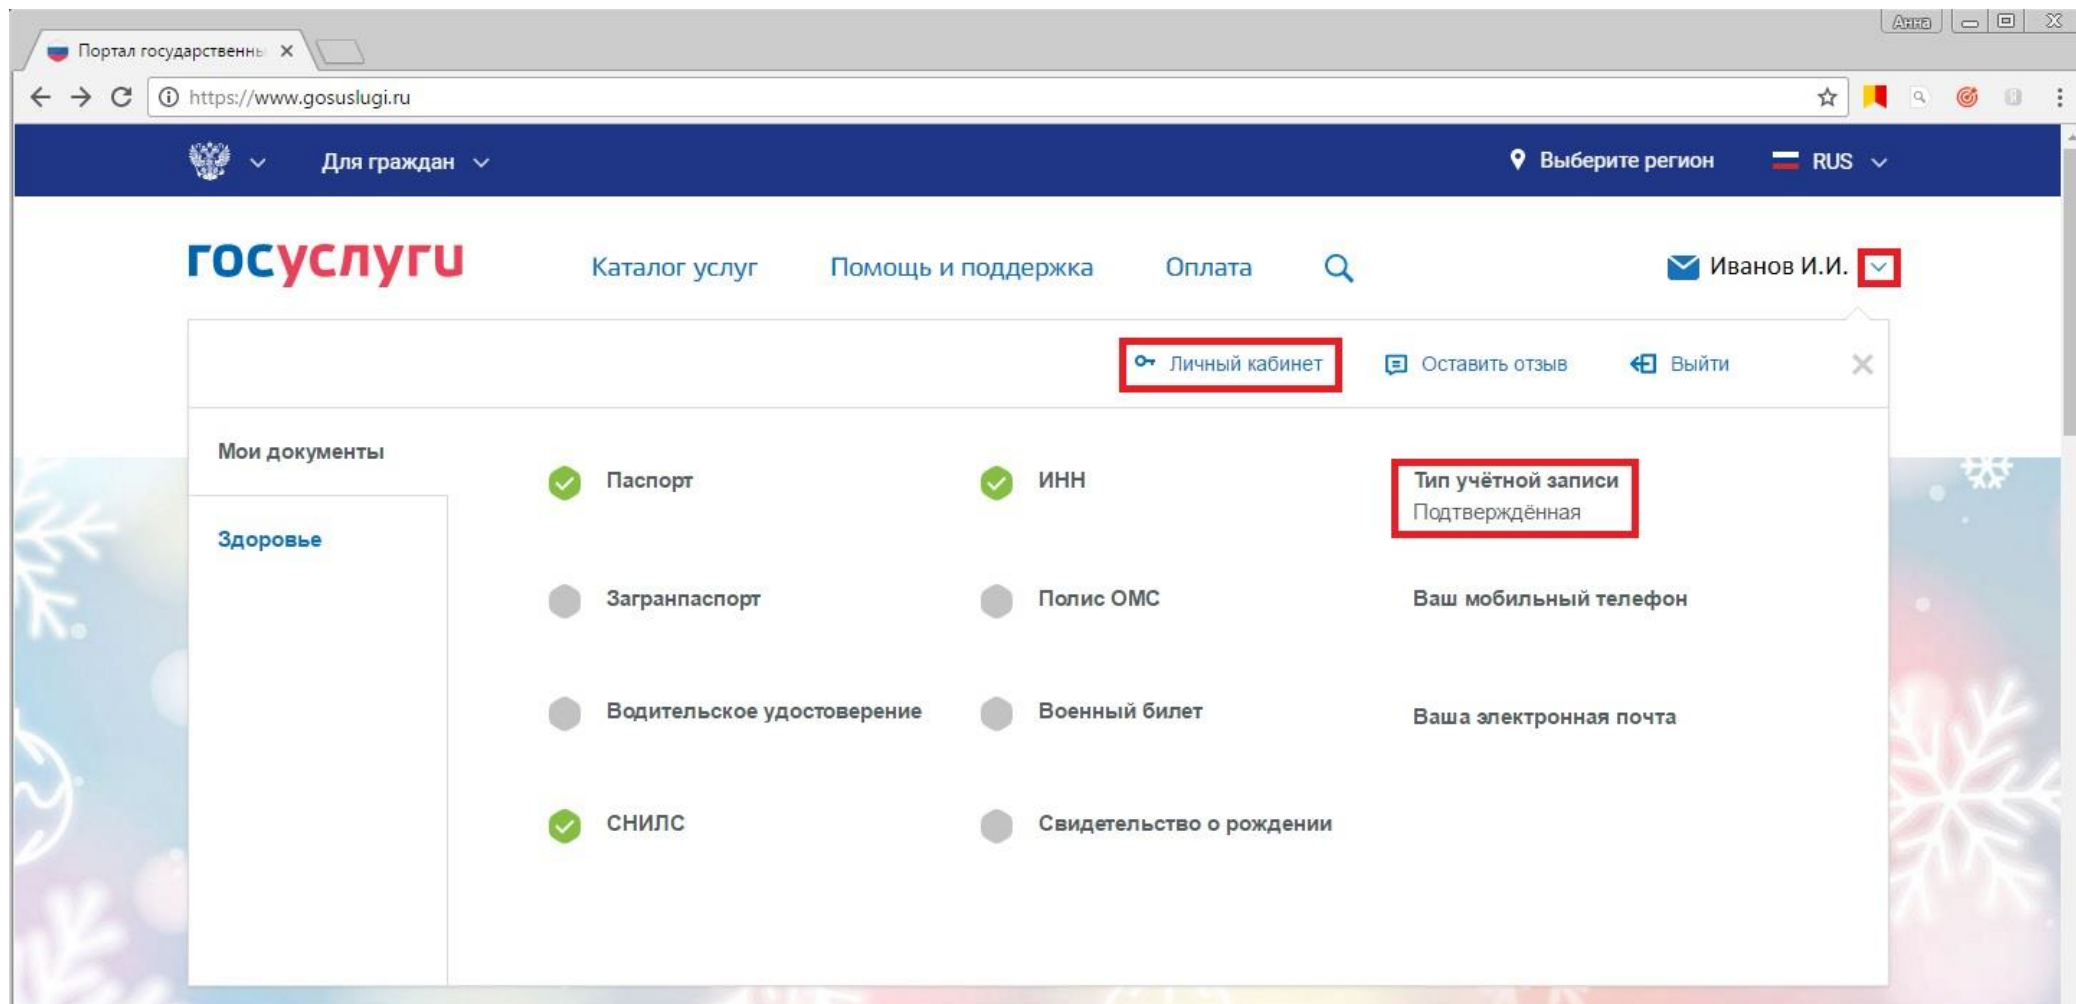 Анна
Портал государственны
https://www.gosuslugi.ru
Для граждан
Выберите регион
RUS
госуслуги
Каталог услуг
Помощь и поддержка
Оплата
Иванов И.И.
Личный кабинет
Оставить отзыв
Выйти
Мои документы
Здоровье
Паспорт
ИНН
Тип учётной записи
Подтверждённая
Загранпаспорт
Полис ОМС
Ваш мобильный телефон
Водительское удостоверение
Военный билет
Ваша электронная почта
СНИЛС
Свидетельство о рождении